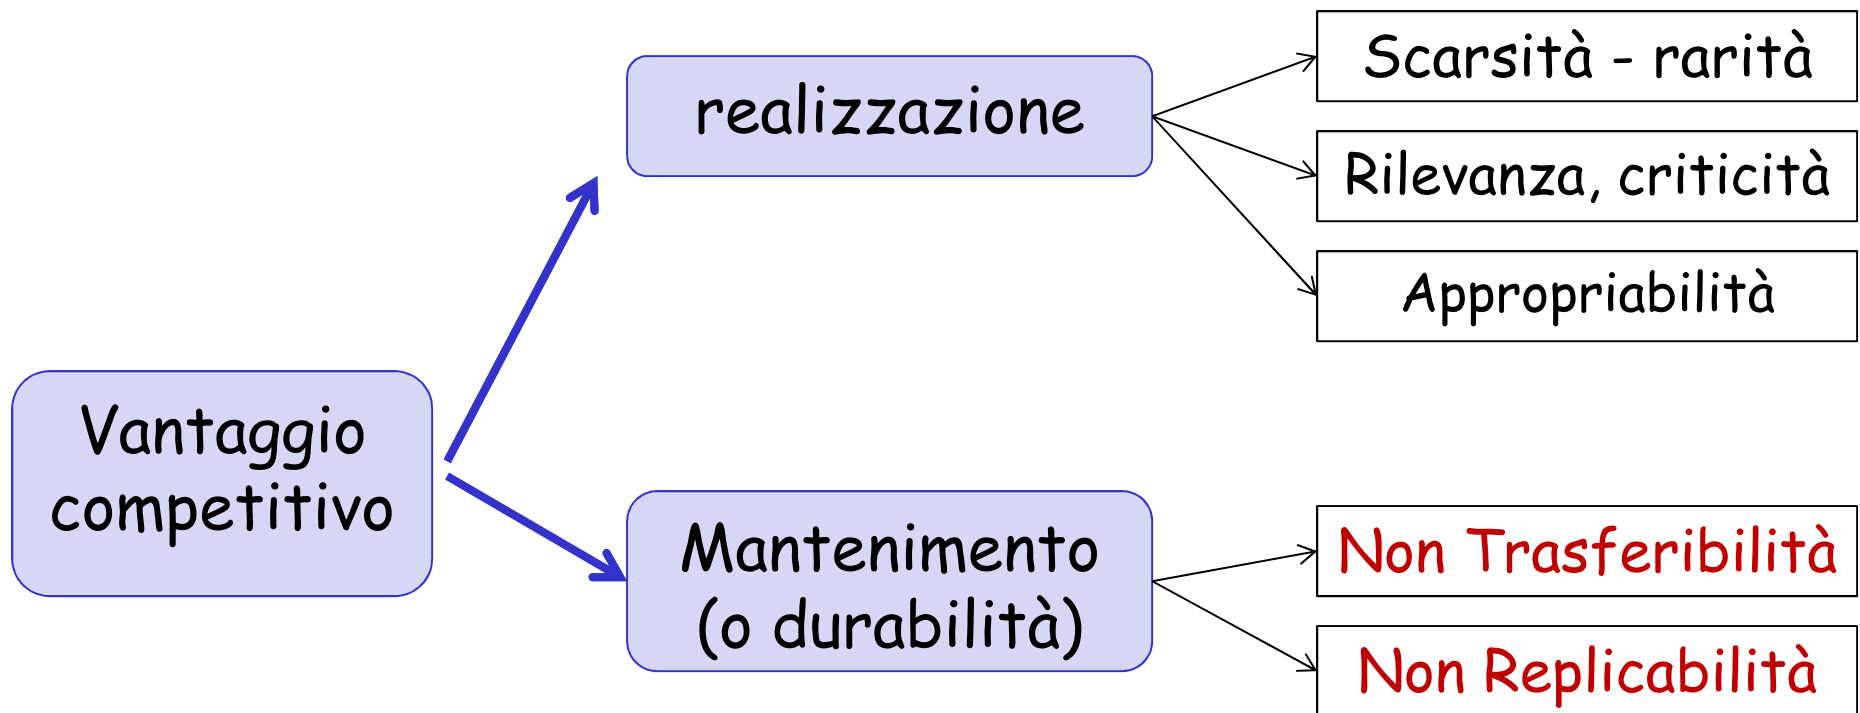 Scarsità - rarità
realizzazione
Rilevanza, criticità
Appropriabilità
Vantaggio
competitivo
Mantenimento
(o durabilità)
Non Trasferibilità
Non Replicabilità